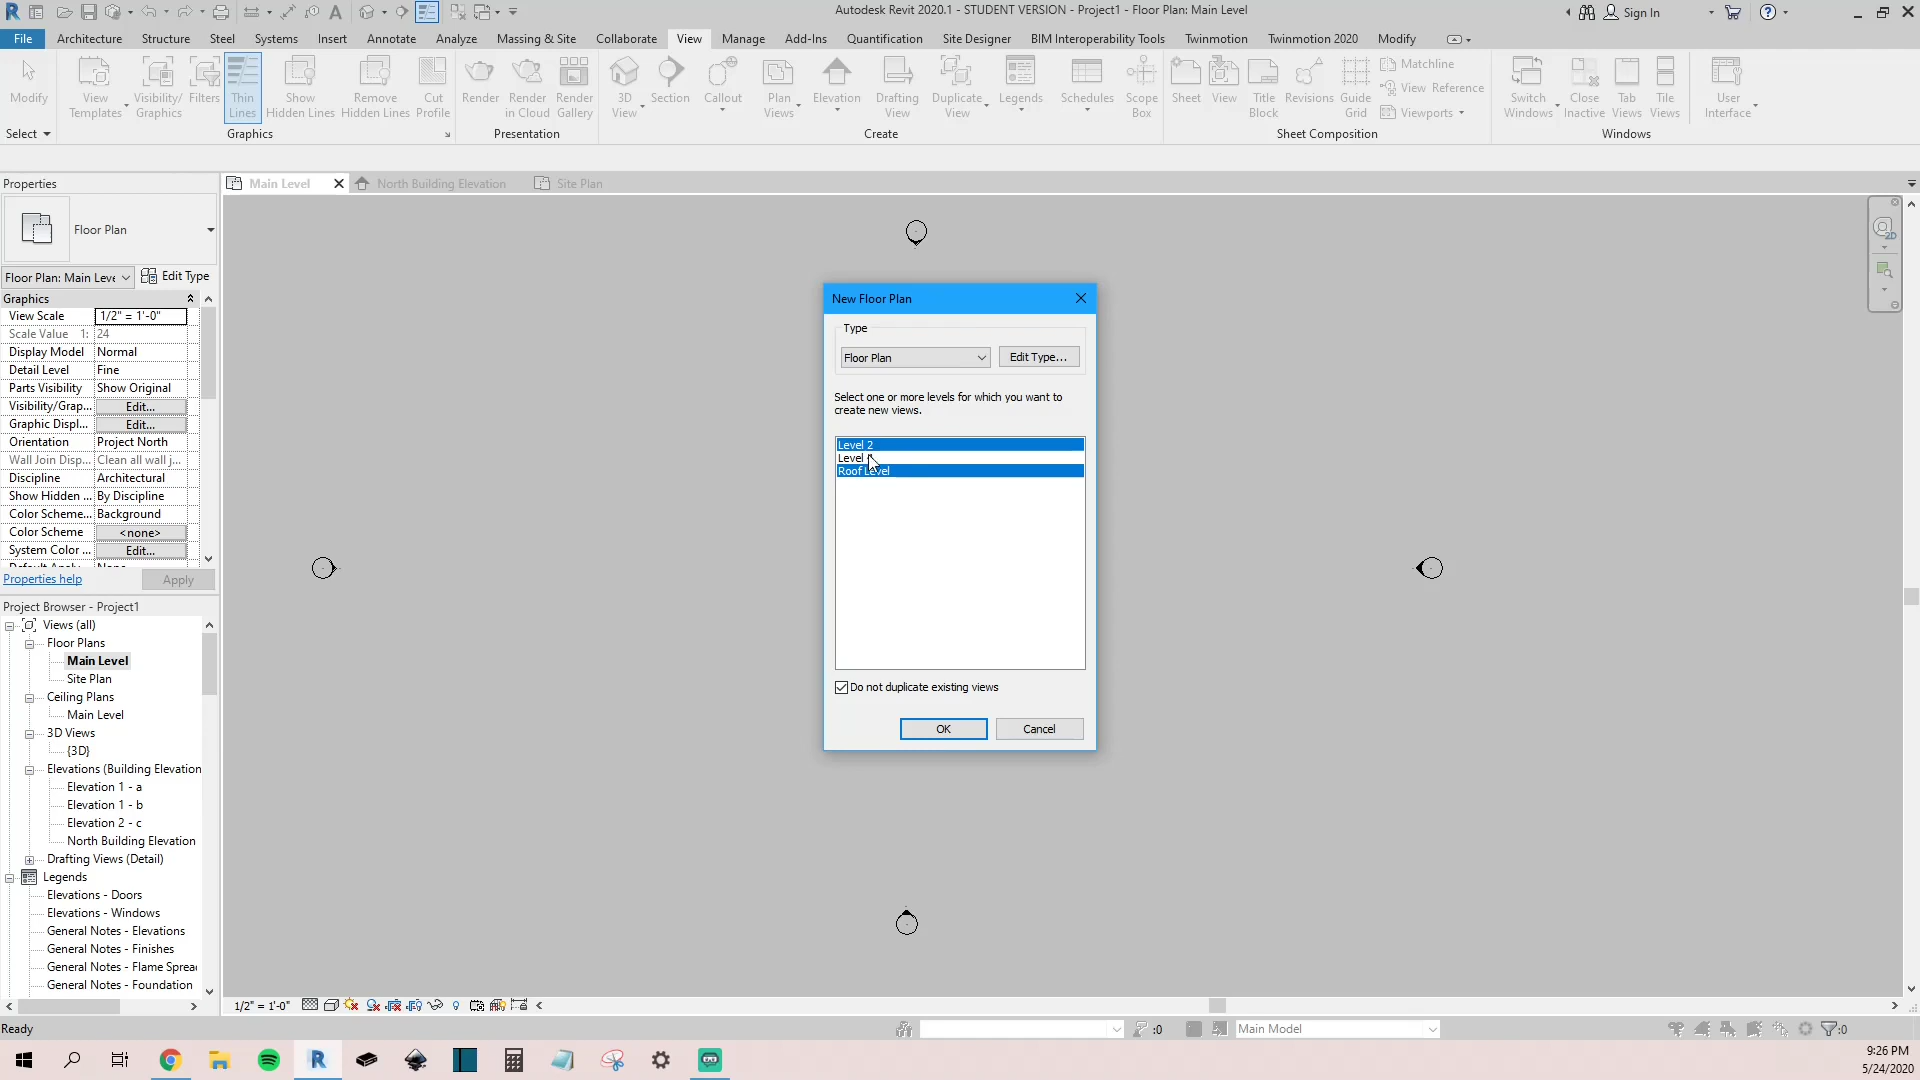 Autodesk Revit 2020.1 - STUDENT VERSION - Project1 - Floor Plan: Main Level
Sign In
File Architecture Structure Steel Systems Insert Annotate Analyze Massing & Site Collaborate View Manage Add-Ins Quantification Site Designer BIM Interoperability Tools Twinmotion Twinmotion 2020 Modify
Modify
View Templates
Visibility/ Graphics
Filters
Thin Lines
Show Hidden Lines
Remove Hidden Lines
Cut Profile
Render
Render in Cloud
Render Gallery
3D View
Section
Callout
Plan Views
Elevation
Drafting View
Duplicate View
Legends
Schedules
Scope Box
Sheet
View
Title Block
Revisions
Guide Grid
Matchline
View Reference
Viewports
Switch Windows
Close Inactive
Tab Views
Tile Views
User Interface
Select Graphics Presentation Create Sheet Composition Windows
Properties
Main Level North Building Elevation Site Plan
Floor Plan
Floor Plan: Main Leve Edit Type
Graphics
View Scale 1/2" = 1'-0"
Scale Value 1: 24
Display Model Normal
Detail Level Fine
Parts Visibility Show Original
Visibility/Grap... Edit...
Graphic Displ... Edit...
Orientation Project North
Wall Join Disp... Clean all wall j...
Discipline Architectural
Show Hidden ... By Discipline
Color Scheme... Background
Color Scheme <none>
System Color ... Edit...
Properties help Apply
Project Browser - Project1
Views (all)
Floor Plans
Main Level
Site Plan
Ceiling Plans
Main Level
3D Views
{3D}
Elevations (Building Elevation
Elevation 1 - a
Elevation 1 - b
Elevation 2 - c
North Building Elevation
Drafting Views (Detail)
Legends
Elevations - Doors
Elevations - Windows
General Notes - Elevations
General Notes - Finishes
General Notes - Flame Sprea
General Notes - Foundation
New Floor Plan
Type
Floor Plan Edit Type...
Select one or more levels for which you want to
create new views.
Level 2
Level
Roof Level
Do not duplicate existing views
OK Cancel
2D
1/2" = 1'-0"
Ready
:0
Main Model
:0
9:26 PM
5/24/2020